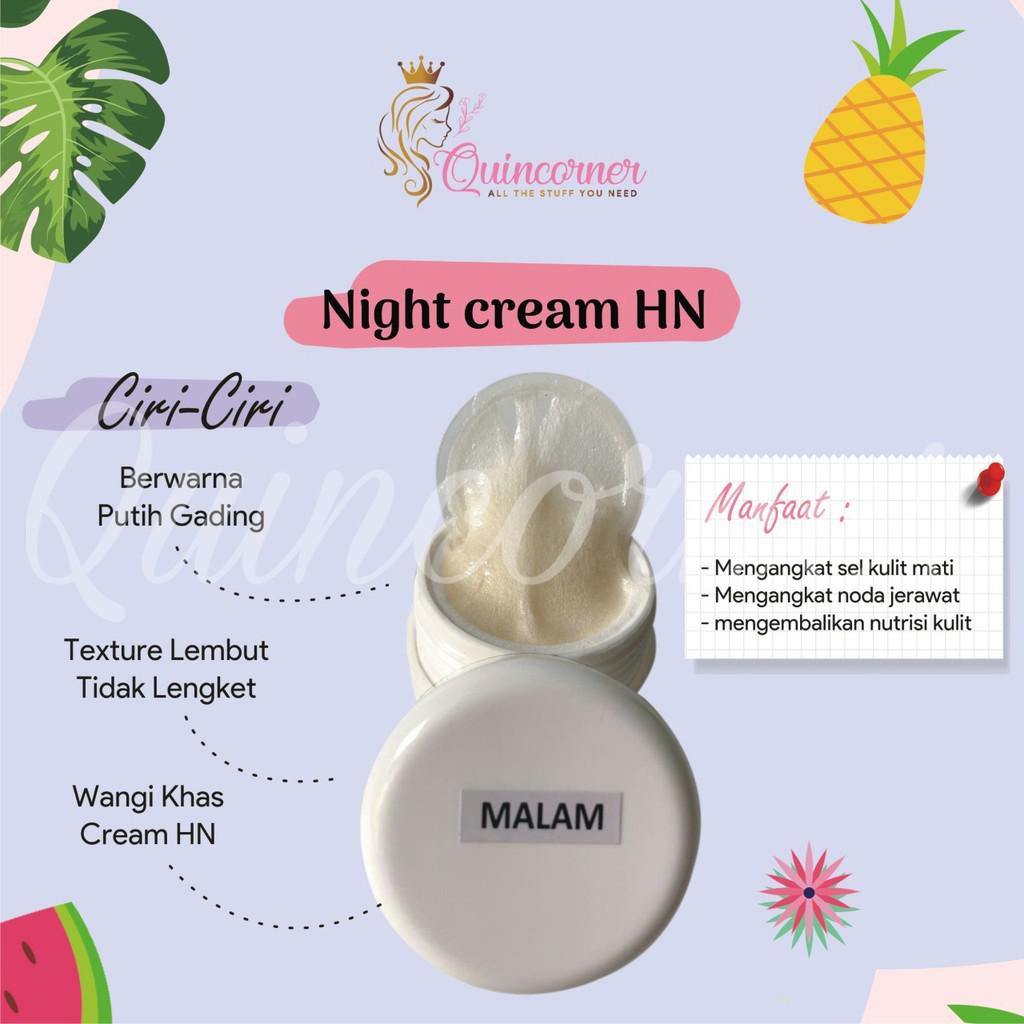 Quincorner
ALL THE STUFF YOU NEED
Night cream HN
Ciri-Ciri
Berwarna
Putih Gading
Texture Lembut
Tidak Lengket
Wangi Khas
Cream HN
Manfaat :
- Mengangkat sel kulit mati
- Mengangkat noda jerawat
- mengembalikan nutrisi kulit
MALAM
Quincorner